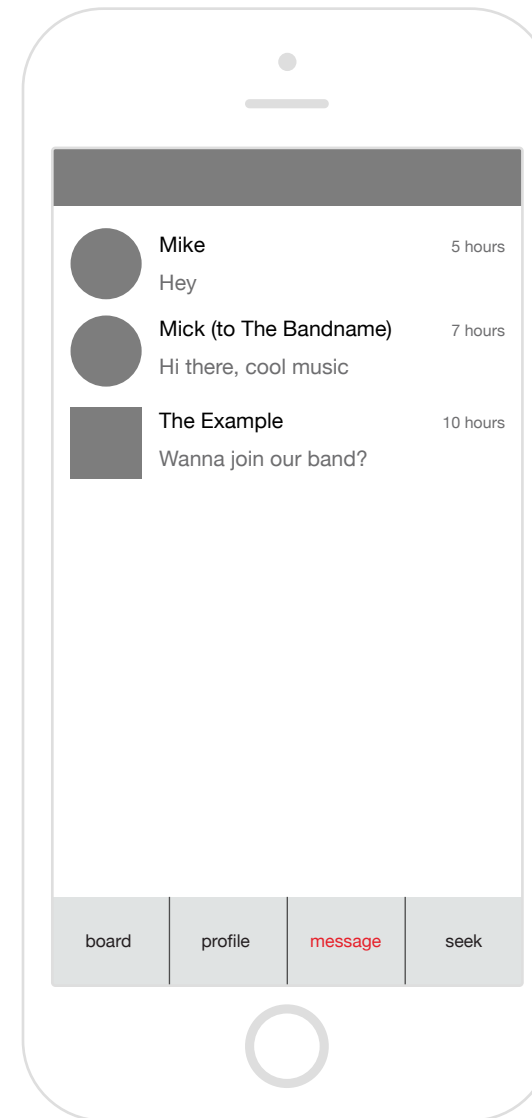 Mike
5 hours
Hey
Mick (to The Bandname)
7 hours
Hi there, cool music
The Example
10 hours
Wanna join our band?
board
profile
message
seek